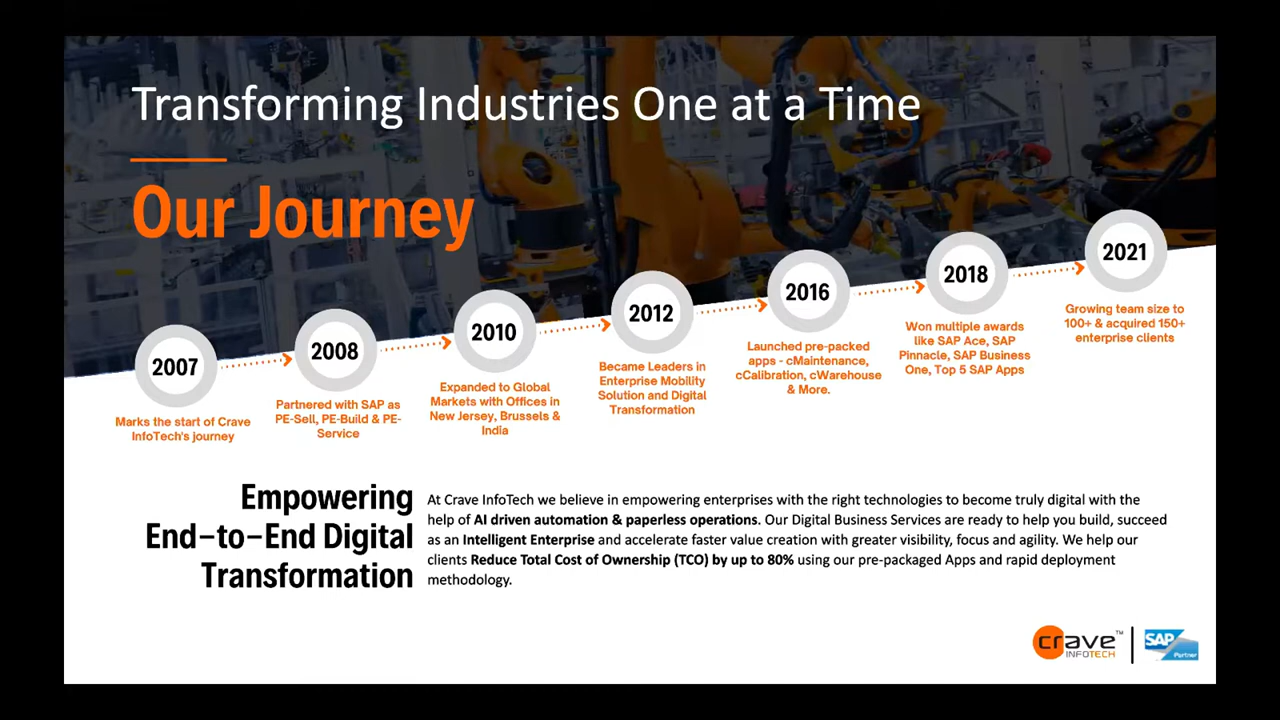 Transforming Industries One at a Time
Our Journey
2007
Marks the start of Crave
InfoTech's journey
2008
Partnered with SAP as
PE-Sell, PE-Build & PE-
Service
2010
Expanded to Global
Markets with Offices in
New Jersey, Brussels &
India
2012
Became Leaders in
Enterprise Mobility
Solution and Digital
Transformation
2016
Launched pre-packed
apps - cMaintenance,
cCalibration, cWarehouse
& More.
2018
Won multiple awards
like SAP Ace, SAP
Pinnacle, SAP Business
One, Top 5 SAP Apps
2021
Growing team size to
100+ & acquired 150+
enterprise clients
Empowering
End-to-End Digital
Transformation
At Crave InfoTech we believe in empowering enterprises with the right technologies to become truly digital with the
help of AI driven automation & paperless operations. Our Digital Business Services are ready to help you build, succeed
as an Intelligent Enterprise and accelerate faster value creation with greater visibility, focus and agility. We help our
clients Reduce Total Cost of Ownership (TCO) by up to 80% using our pre-packaged Apps and rapid deployment
methodology.
crave™
INFOTECH
SAP
Partner